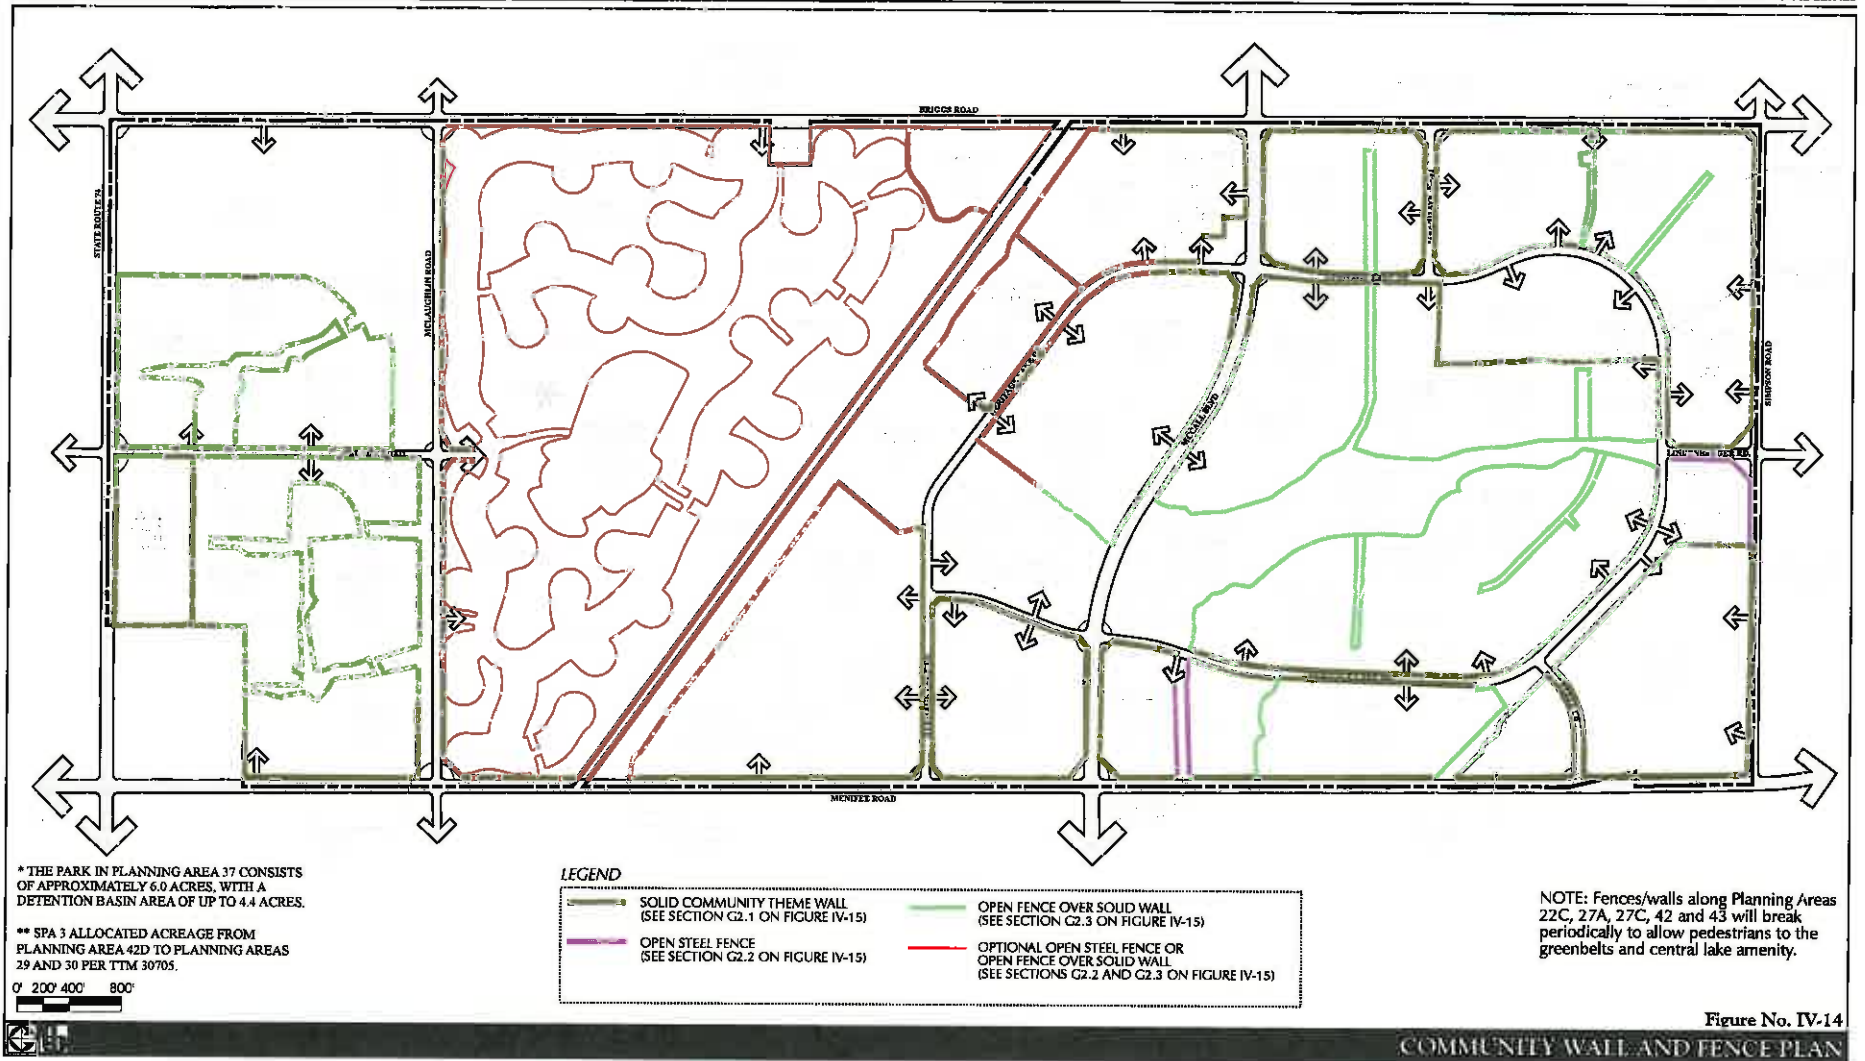 BRIGGS ROAD
STATE ROUTE 74
MCLAUGHLIN ROAD
MCCALL BLVD
SIMPSON ROAD
MENIFEE ROAD
* THE PARK IN PLANNING AREA 37 CONSISTS
OF APPROXIMATELY 6.0 ACRES, WITH A
DETENTION BASIN AREA OF UP TO 4.4 ACRES.
** SPA 3 ALLOCATED ACREAGE FROM
PLANNING AREA 42D TO PLANNING AREAS
29 AND 30 PER TTM 30705.
0' 200' 400' 800'
LEGEND
SOLID COMMUNITY THEME WALL
(SEE SECTION G2.1 ON FIGURE IV-15)
OPEN STEEL FENCE
(SEE SECTION G2.2 ON FIGURE IV-15)
OPEN FENCE OVER SOLID WALL
(SEE SECTION G2.3 ON FIGURE IV-15)
OPTIONAL OPEN STEEL FENCE OR
OPEN FENCE OVER SOLID WALL
(SEE SECTIONS G2.2 AND G2.3 ON FIGURE IV-15)
NOTE: Fences/walls along Planning Areas
22C, 27A, 27C, 42 and 43 will break
periodically to allow pedestrians to the
greenbelts and central lake amenity.
Figure No. IV-14
COMMUNITY WALL AND FENCE PLAN